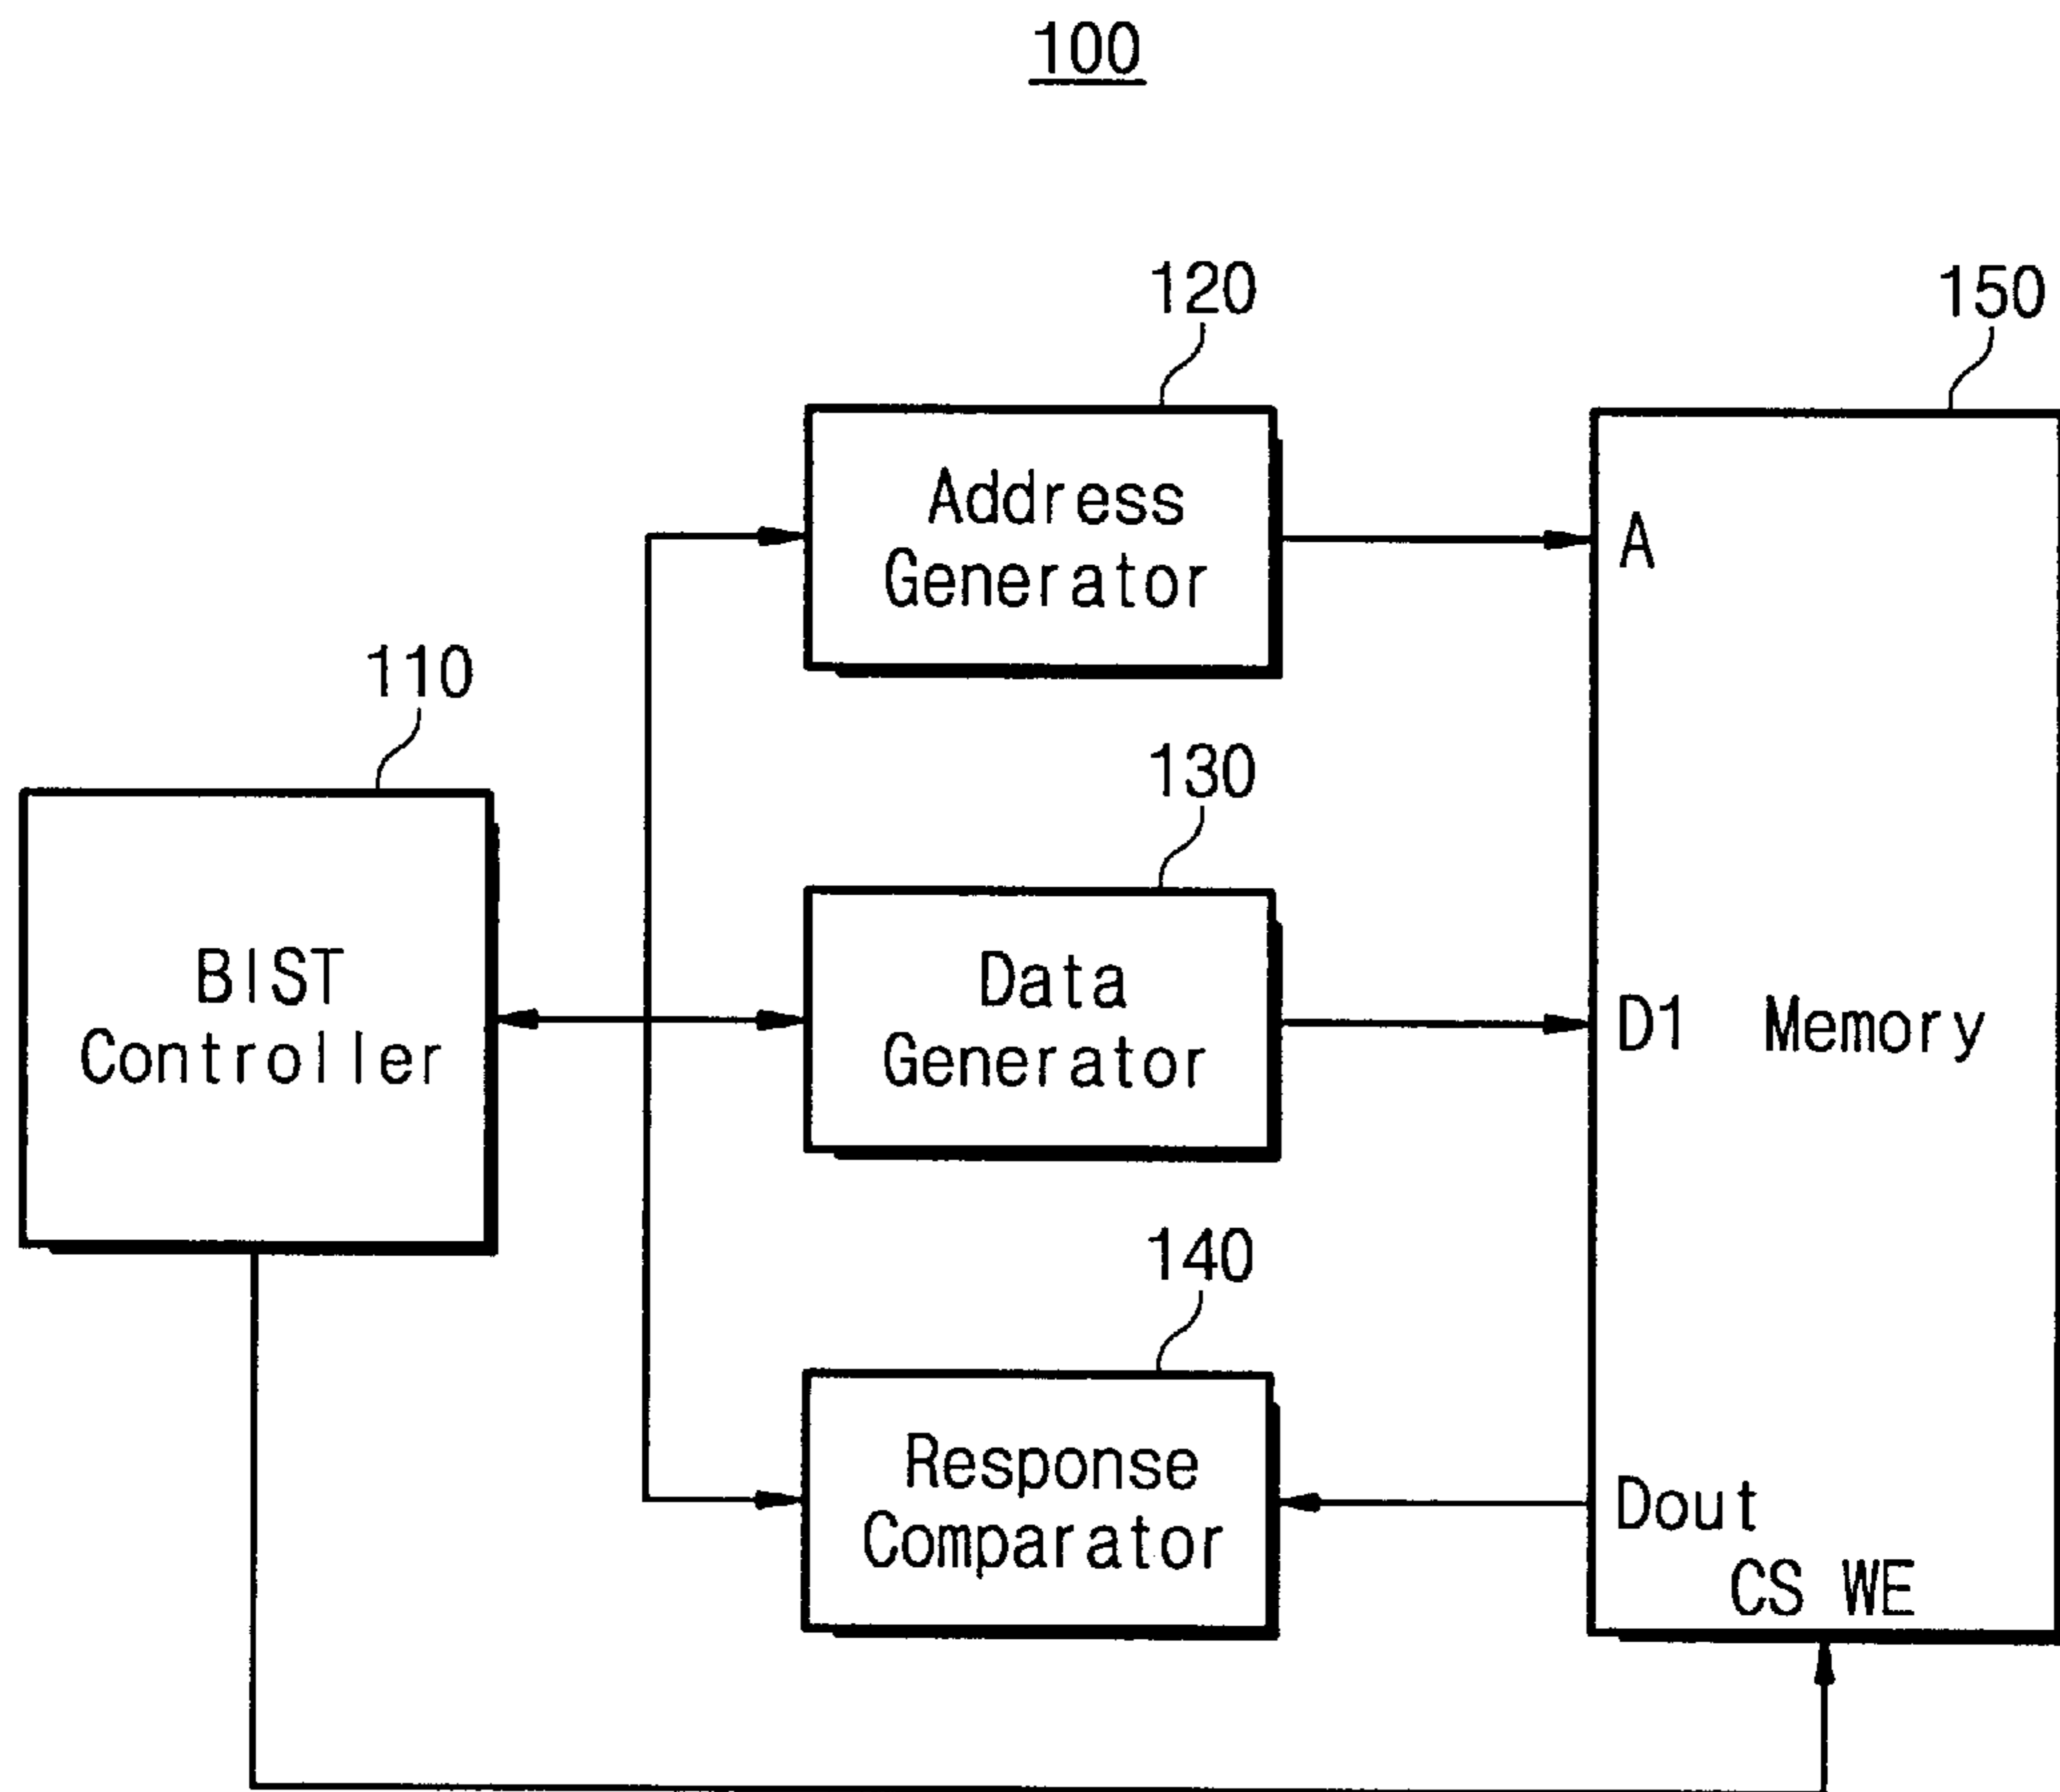 100
120
150
Address
Generator
A
110
130
BIST
Controller
Data
Generator
D1
Memory
140
Response
Comparator
Dout
CS WE